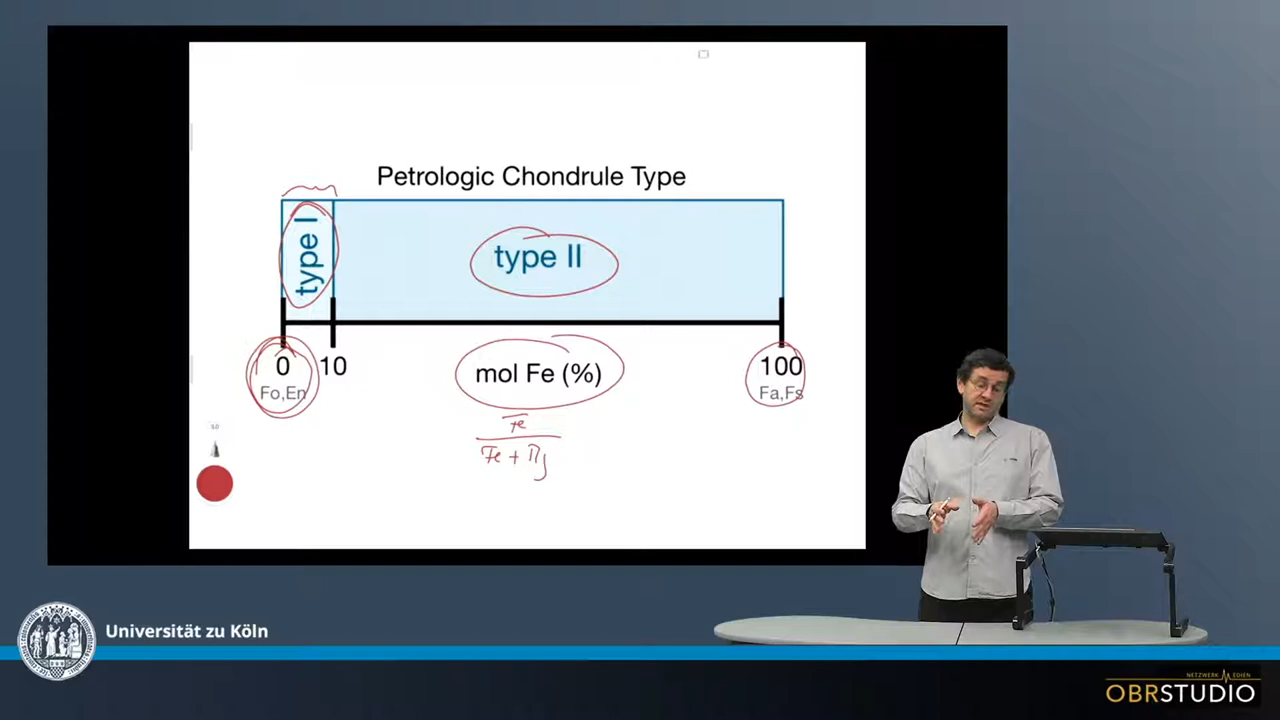 Petrologic Chondrule Type
type I
type II
0
10
mol Fe (%)
100
Fo,En
Fa,Fs
Fe
Fe + Mg
Universität zu Köln
NETZWERK MEDIEN
OBRSTUDIO